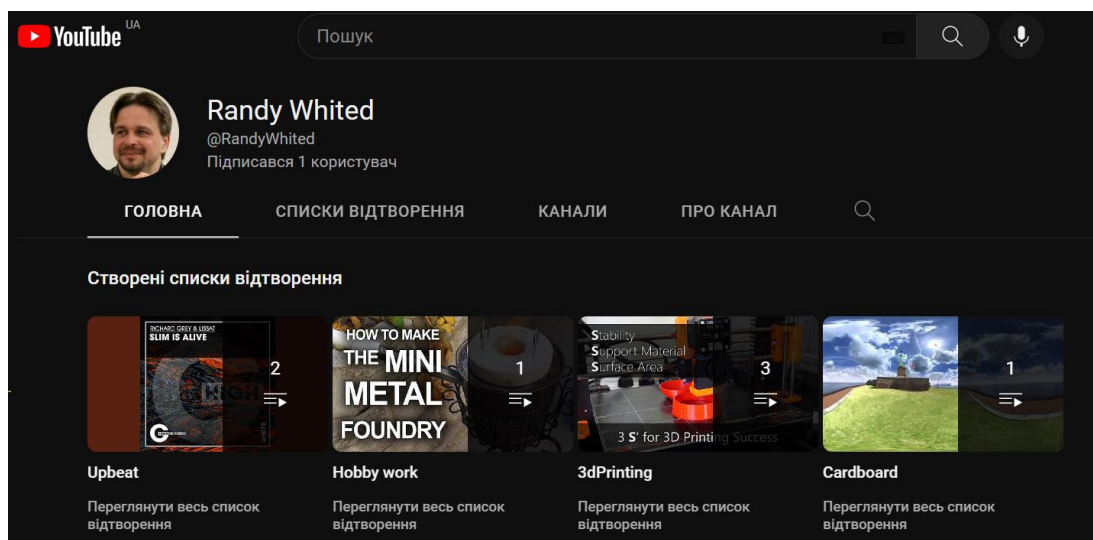 YouTube UA
Пошук
Randy Whited
@RandyWhited
Підписався 1 користувач
ГОЛОВНА СПИСКИ ВІДТВОРЕННЯ КАНАЛИ ПРО КАНАЛ
Створені списки відтворення
RICHARD GREY & LISSAT
SLIM IS ALIVE
2
HOW TO MAKE
THE MINI
METAL
FOUNDRY
1
Stability
Support Material
Surface Area
3
3 S' for 3D Printing Success
1
Upbeat
Hobby work
3dPrinting
Cardboard
Переглянути весь список
відтворення
Переглянути весь список
відтворення
Переглянути весь список
відтворення
Переглянути весь список
відтворення